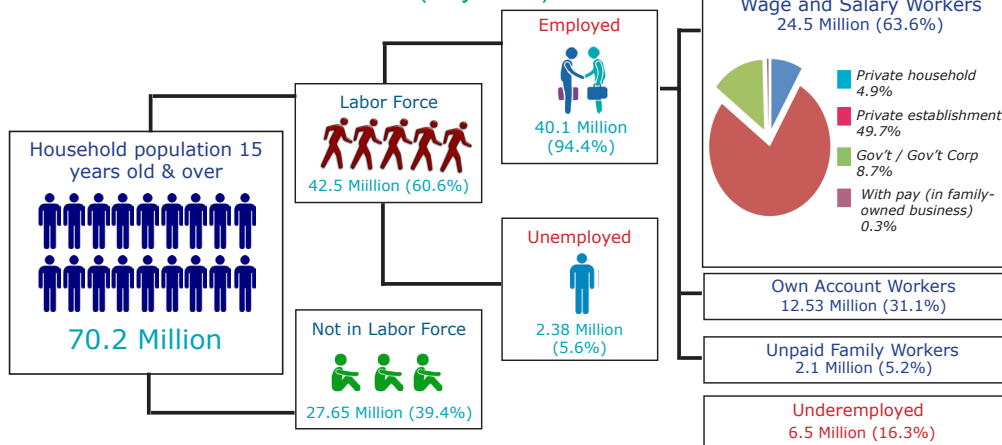 Household population 15
years old & over
70.2 Million
Labor Force
42.5 Miillion (60.6%)
Not in Labor Force
27.65 Million (39.4%)
Employed
40.1 Million
(94.4%)
Unemployed
2.38 Million
(5.6%)
Wage and Salary Workers
24.5 Million (63.6%)
Private household
4.9%
Private establishment
49.7%
Gov't / Gov't Corp
8.7%
With pay (in family-
owned business)
0.3%
Own Account Workers
12.53 Million (31.1%)
Unpaid Family Workers
2.1 Million (5.2%)
Underemployed
6.5 Million (16.3%)